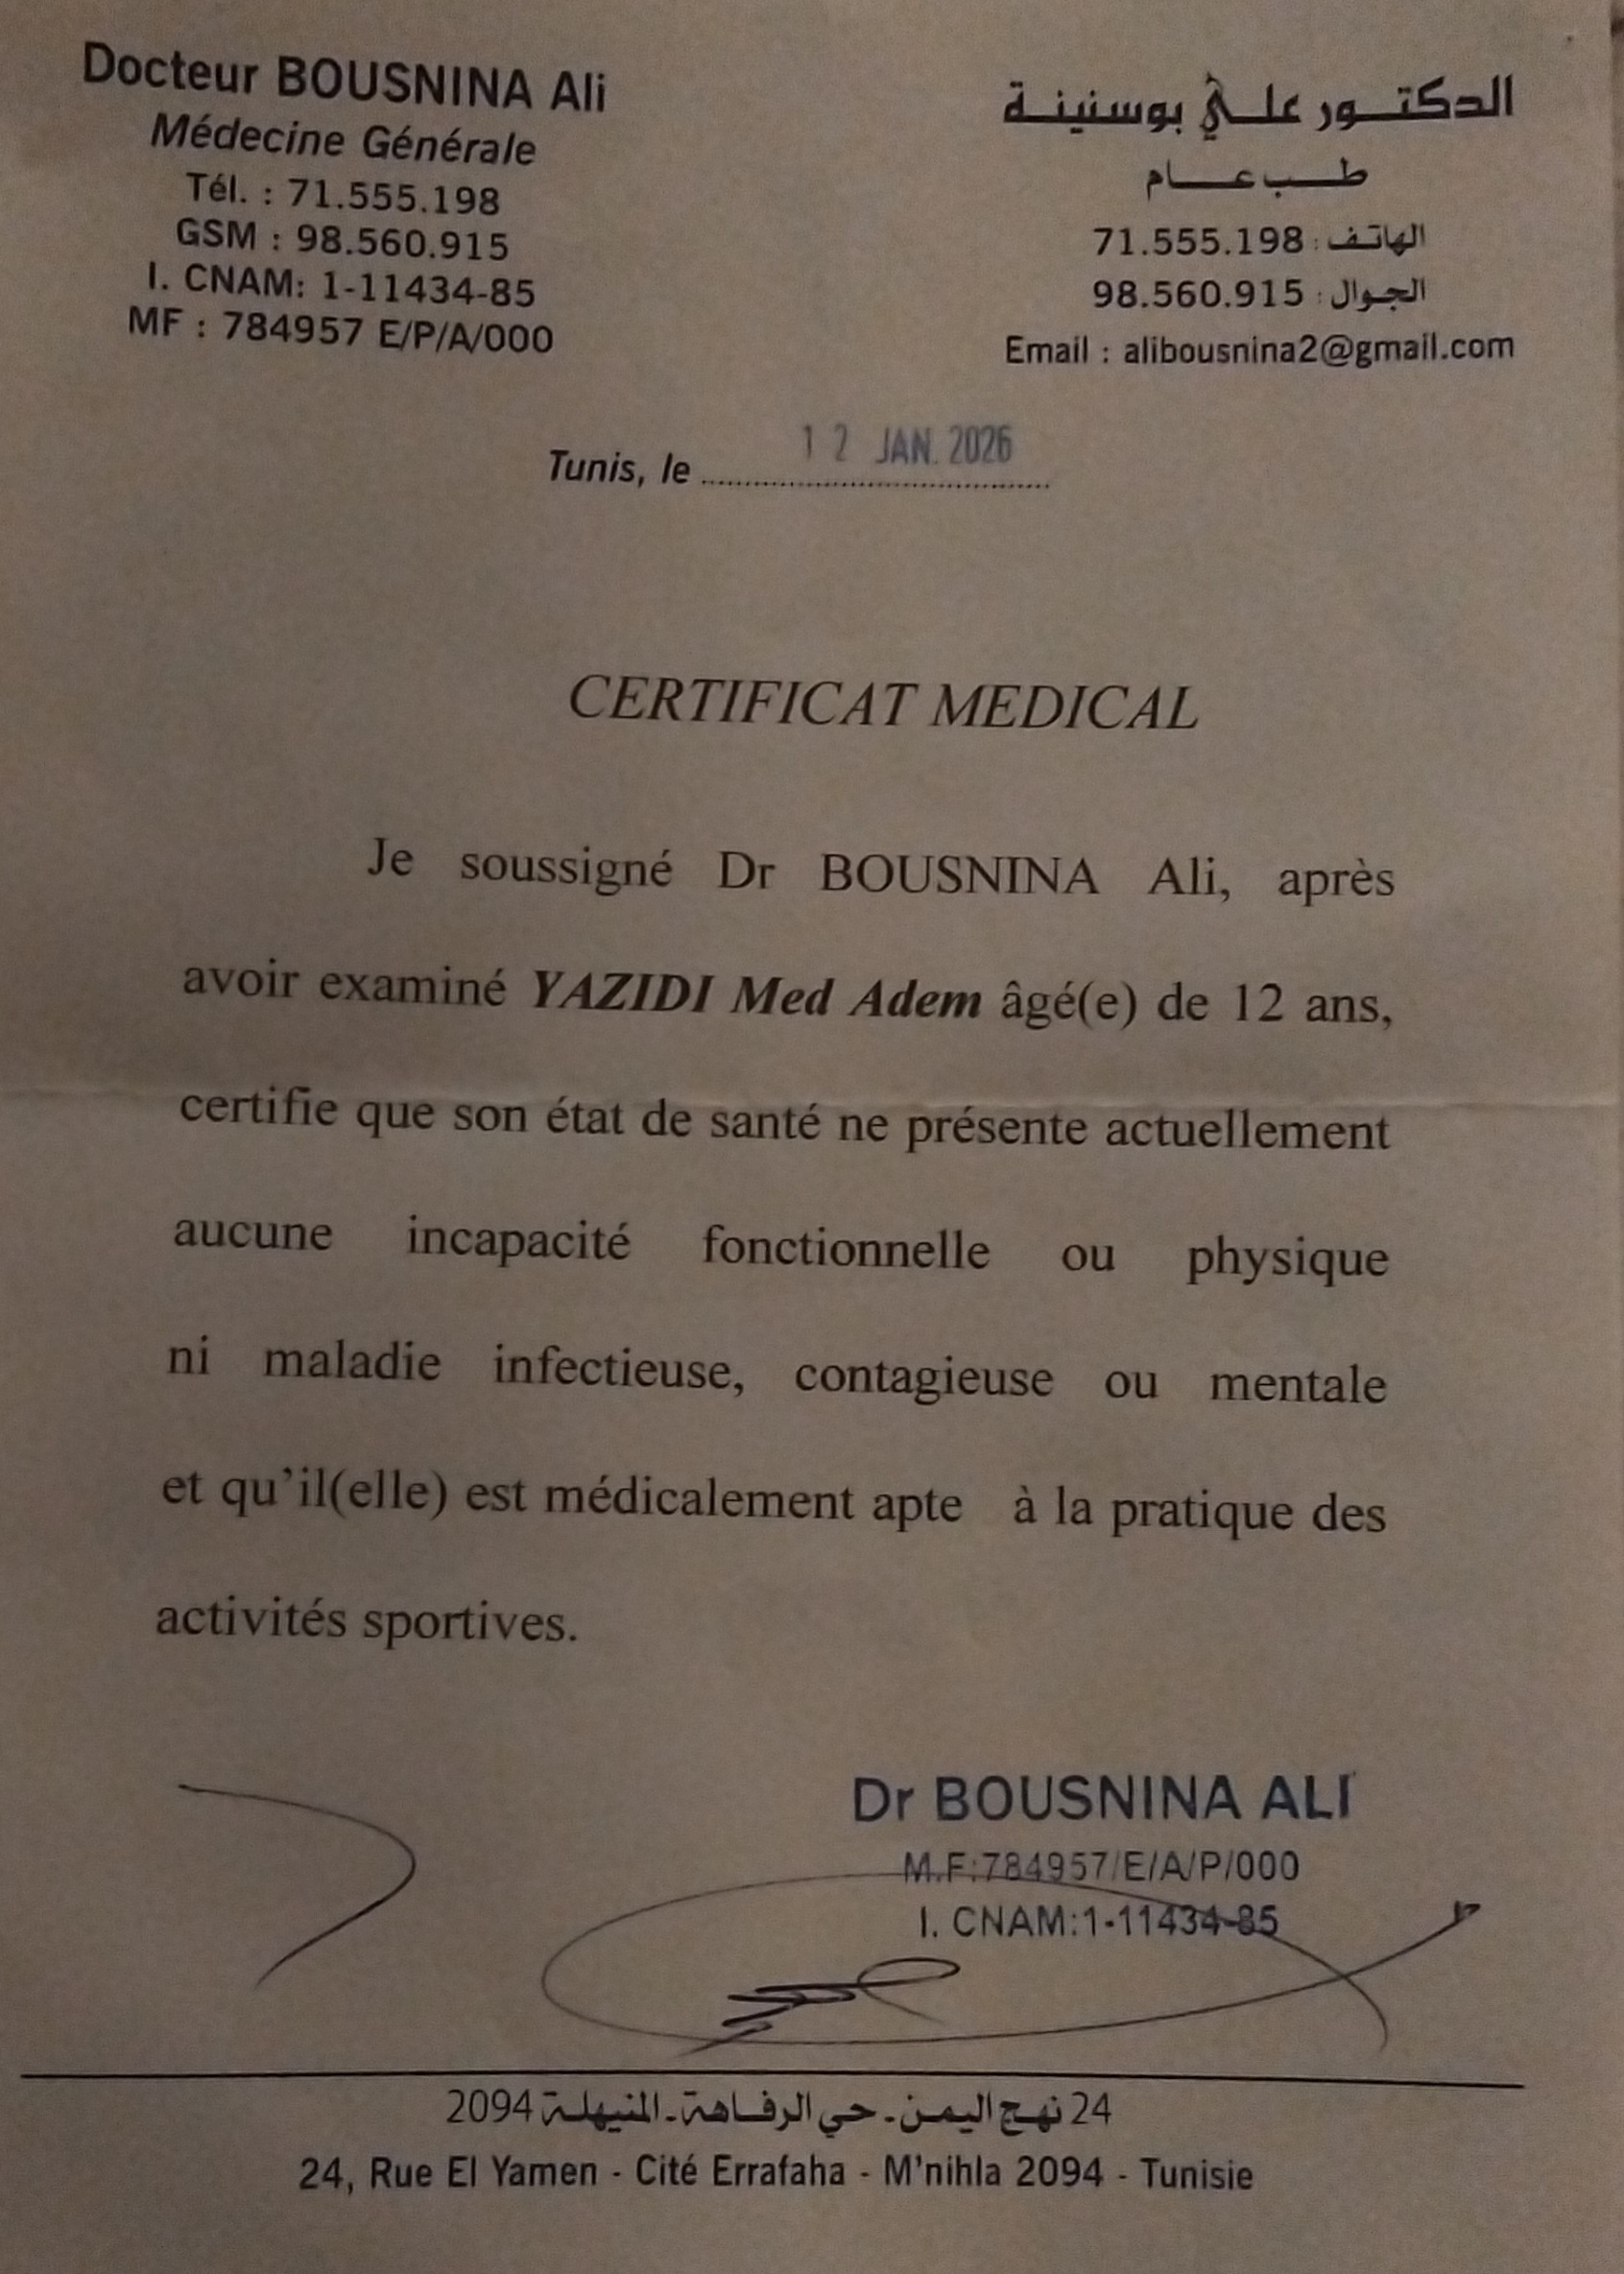 Docteur BOUSNINA Ali
Médecine Générale
Tél. : 71.555.198
GSM : 98.560.915
I. CNAM: 1-11434-85
MF : 784957 E/P/A/000
الدكتور علي بوسنينة
طب عام
الهاتف : 71.555.198
الجوال : 98.560.915
Email : alibousnina2@gmail.com
Tunis, le 12 JAN. 2026
CERTIFICAT MEDICAL
Je soussigné Dr BOUSNINA Ali, après
avoir examiné YAZIDI Med Adem âgé(e) de 12 ans,
certifie que son état de santé ne présente actuellement
aucune incapacité fonctionnelle ou physique
ni maladie infectieuse, contagieuse ou mentale
et qu'il(elle) est médicalement apte à la pratique des
activités sportives.
Dr BOUSNINA ALI
M.F:784957/E/A/P/000
I. CNAM:1-11434-85
24 نهج اليمن - حي الرفاهة - المنيهلة 2094
24, Rue El Yamen - Cité Errafaha - M'nihla 2094 - Tunisie